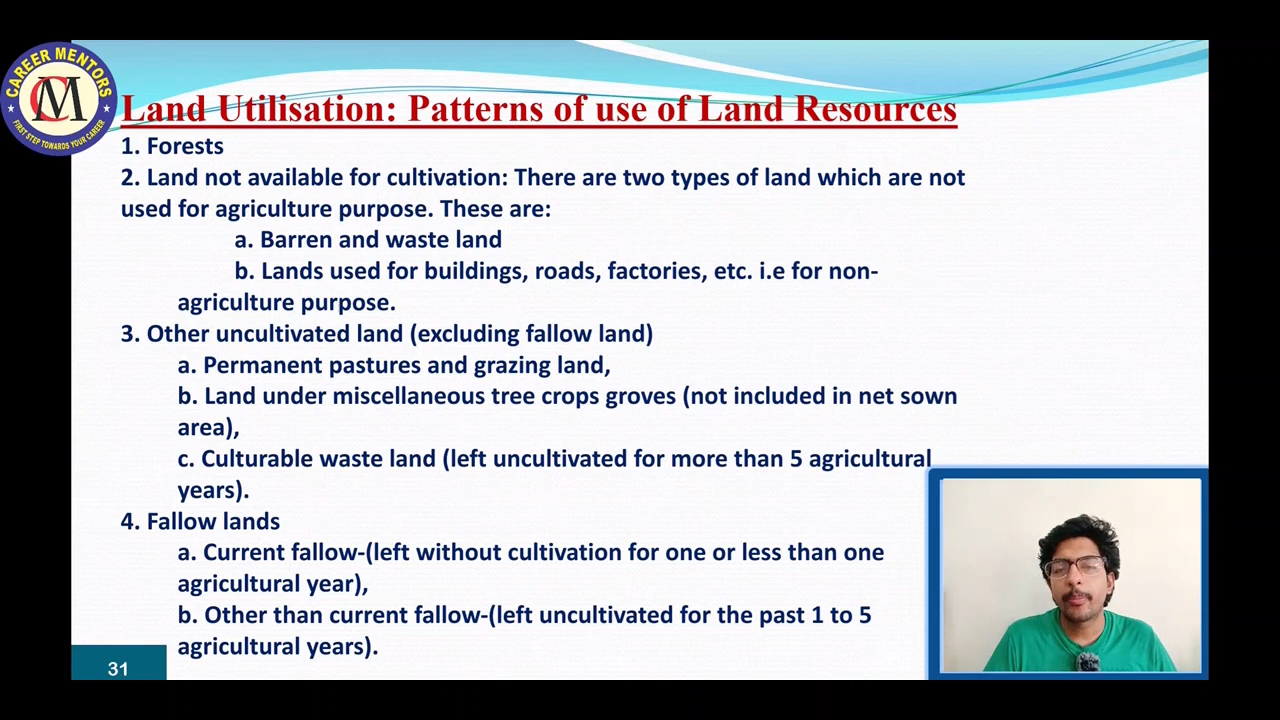 CAREER MENTORS
CM
FIRST STEP TOWARDS YOUR CAREER
Land Utilisation: Patterns of use of Land Resources
1. Forests
2. Land not available for cultivation: There are two types of land which are not
used for agriculture purpose. These are:
a. Barren and waste land
b. Lands used for buildings, roads, factories, etc. i.e for non-
agriculture purpose.
3. Other uncultivated land (excluding fallow land)
a. Permanent pastures and grazing land,
b. Land under miscellaneous tree crops groves (not included in net sown
area),
c. Culturable waste land (left uncultivated for more than 5 agricultural
years).
4. Fallow lands
a. Current fallow-(left without cultivation for one or less than one
agricultural year),
b. Other than current fallow-(left uncultivated for the past 1 to 5
agricultural years).
31